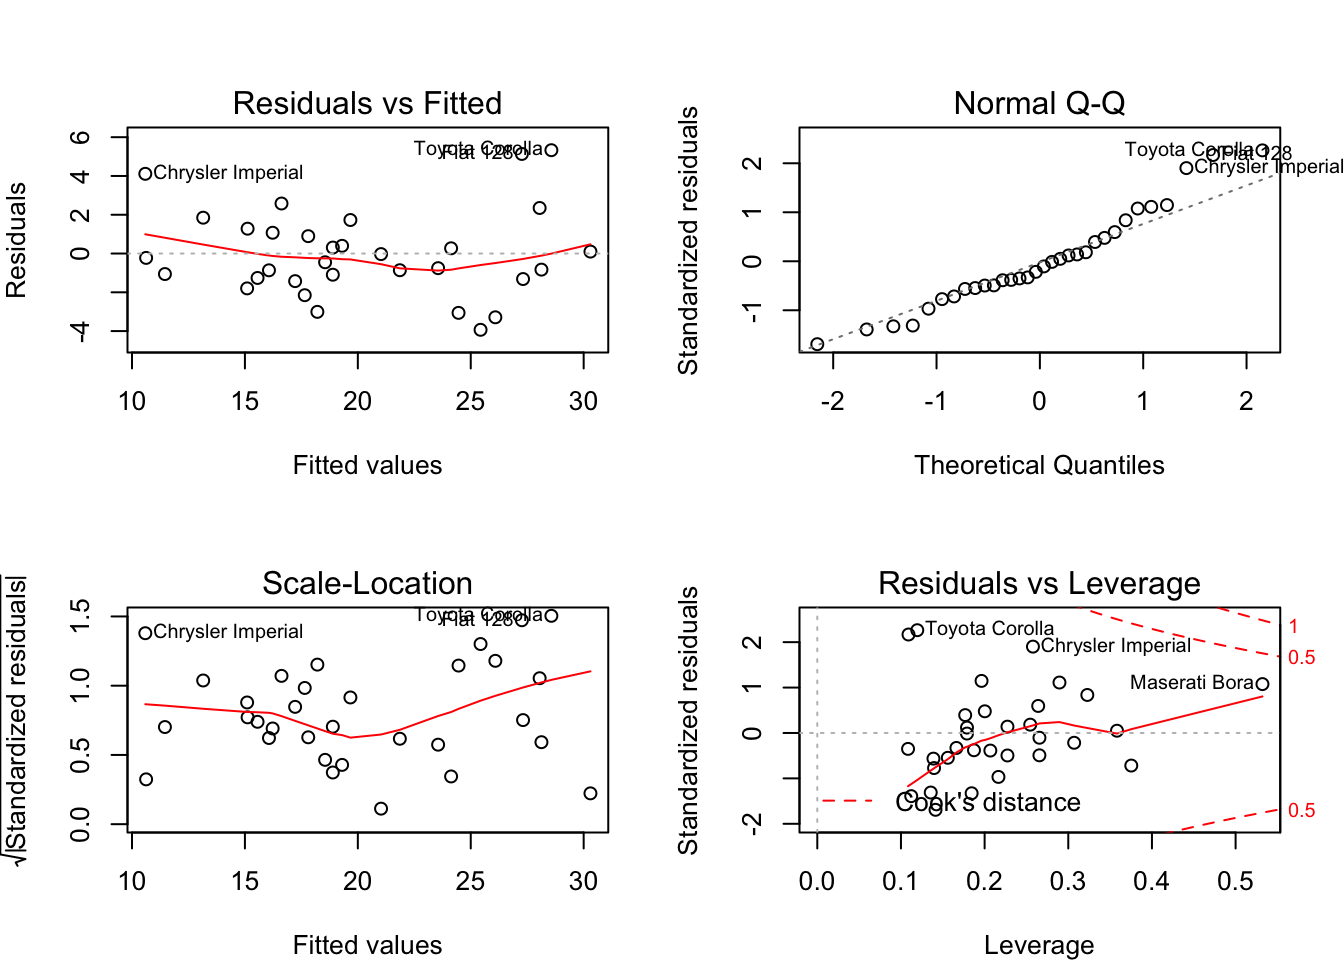 Residuals vs Fitted
Residuals
6
4
2
0
-4
Toyota Corolla
Fiat 128
Chrysler Imperial
10 15 20 25 30
Fitted values
Normal Q-Q
Standardized residuals
2
1
0
-1
Toyota Corolla
Fiat 128
Chrysler Imperial
-2 -1 0 1 2
Theoretical Quantiles
Scale-Location
√|Standardized residuals|
1.5
1.0
0.5
0.0
Toyota Corolla
Fiat 128
Chrysler Imperial
10 15 20 25 30
Fitted values
Residuals vs Leverage
Standardized residuals
2
1
0
-2
Toyota Corolla
Chrysler Imperial
Maserati Bora
Cook's distance
1
0.5
0.5
0.0 0.1 0.2 0.3 0.4 0.5
Leverage